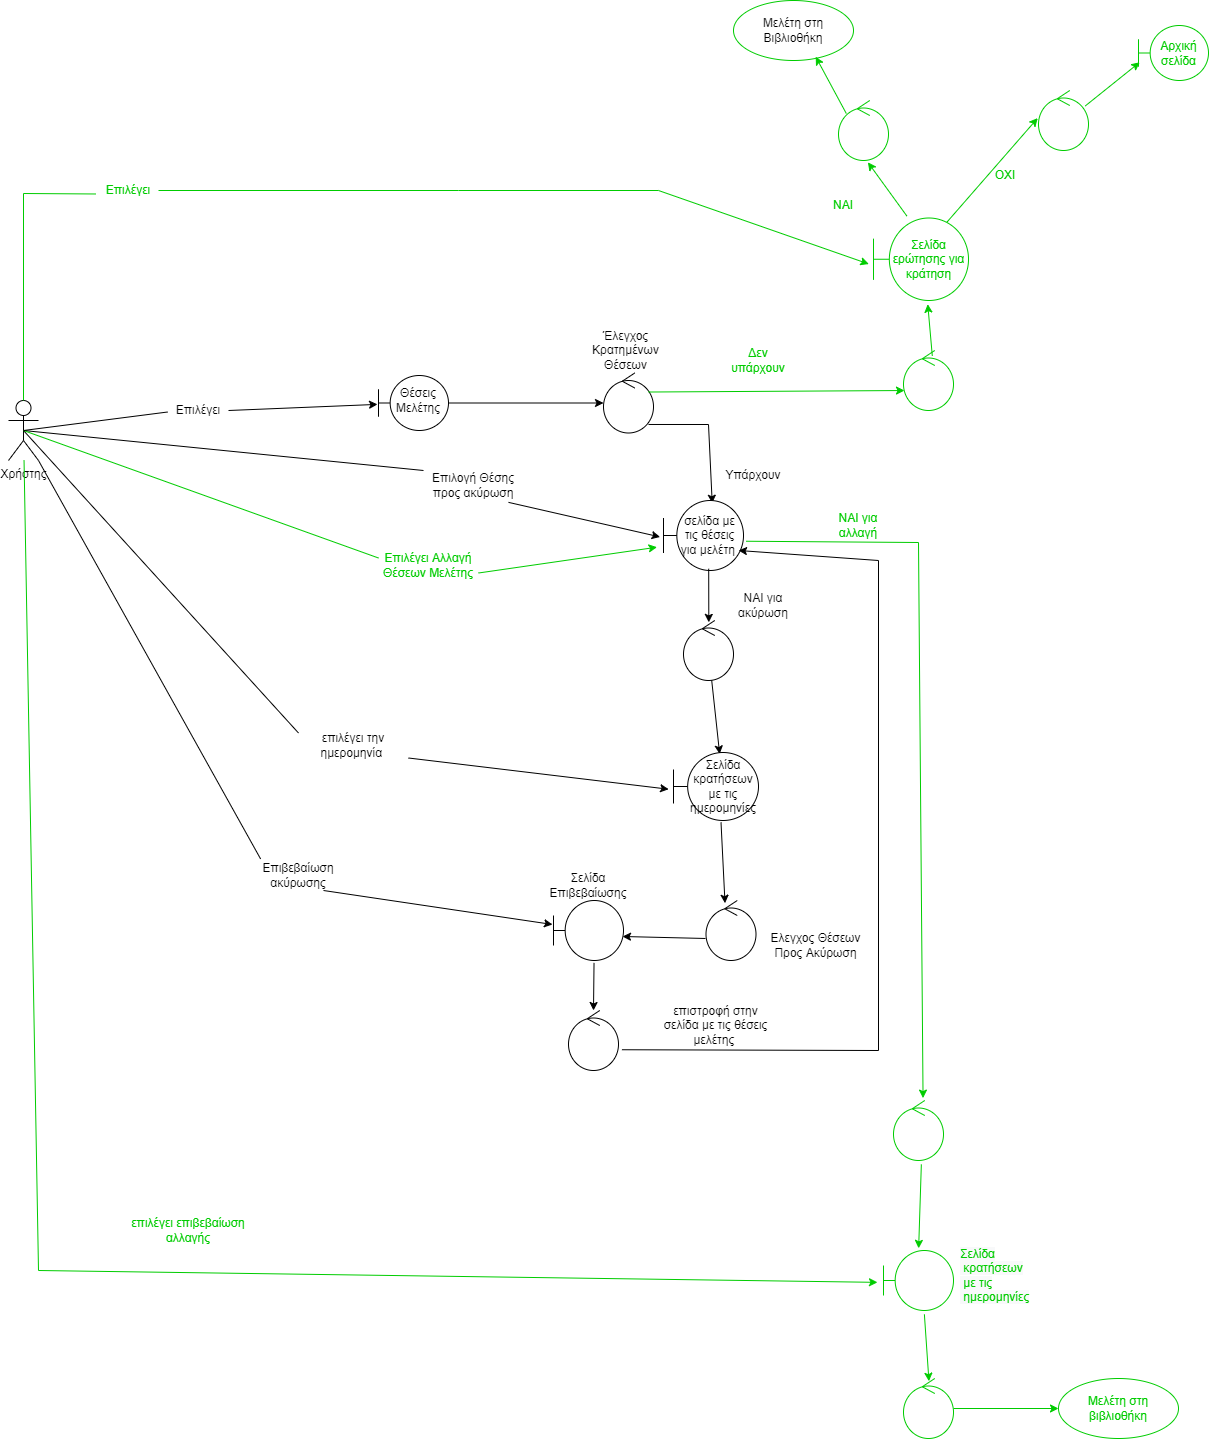 Μελέτη στη
Βιβλιοθήκη
Αρχική
σελίδα
ΟΧΙ
Επιλέγει
ΝΑΙ
Σελίδα
ερώτησης για
κράτηση
Έλεγχος
Κρατημένων
Θέσεων
Δεν
υπάρχουν
Θέσεις
Μελέτης
Επιλέγει
Χρήστης
Επιλογή Θέσης
προς ακύρωση
Υπάρχουν
σελίδα με
τις θέσεις
για μελέτη
ΝΑΙ για
αλλαγή
Επιλέγει Αλλαγή
Θέσεων Μελέτης
ΝΑΙ για
ακύρωση
επιλέγει την
ημερομηνία
Σελίδα
κρατήσεων
με τις
ημερομηνίες
Επιβεβαίωση
ακύρωσης
Σελίδα
Επιβεβαίωσης
Ελεγχος Θέσεων
Προς Ακύρωση
επιστροφή στην
σελίδα με τις θέσεις
μελέτης
επιλέγει επιβεβαίωση
αλλαγής
Σελίδα
κρατήσεων
με τις
ημερομηνίες
Μελέτη στη
βιβλιοθήκη